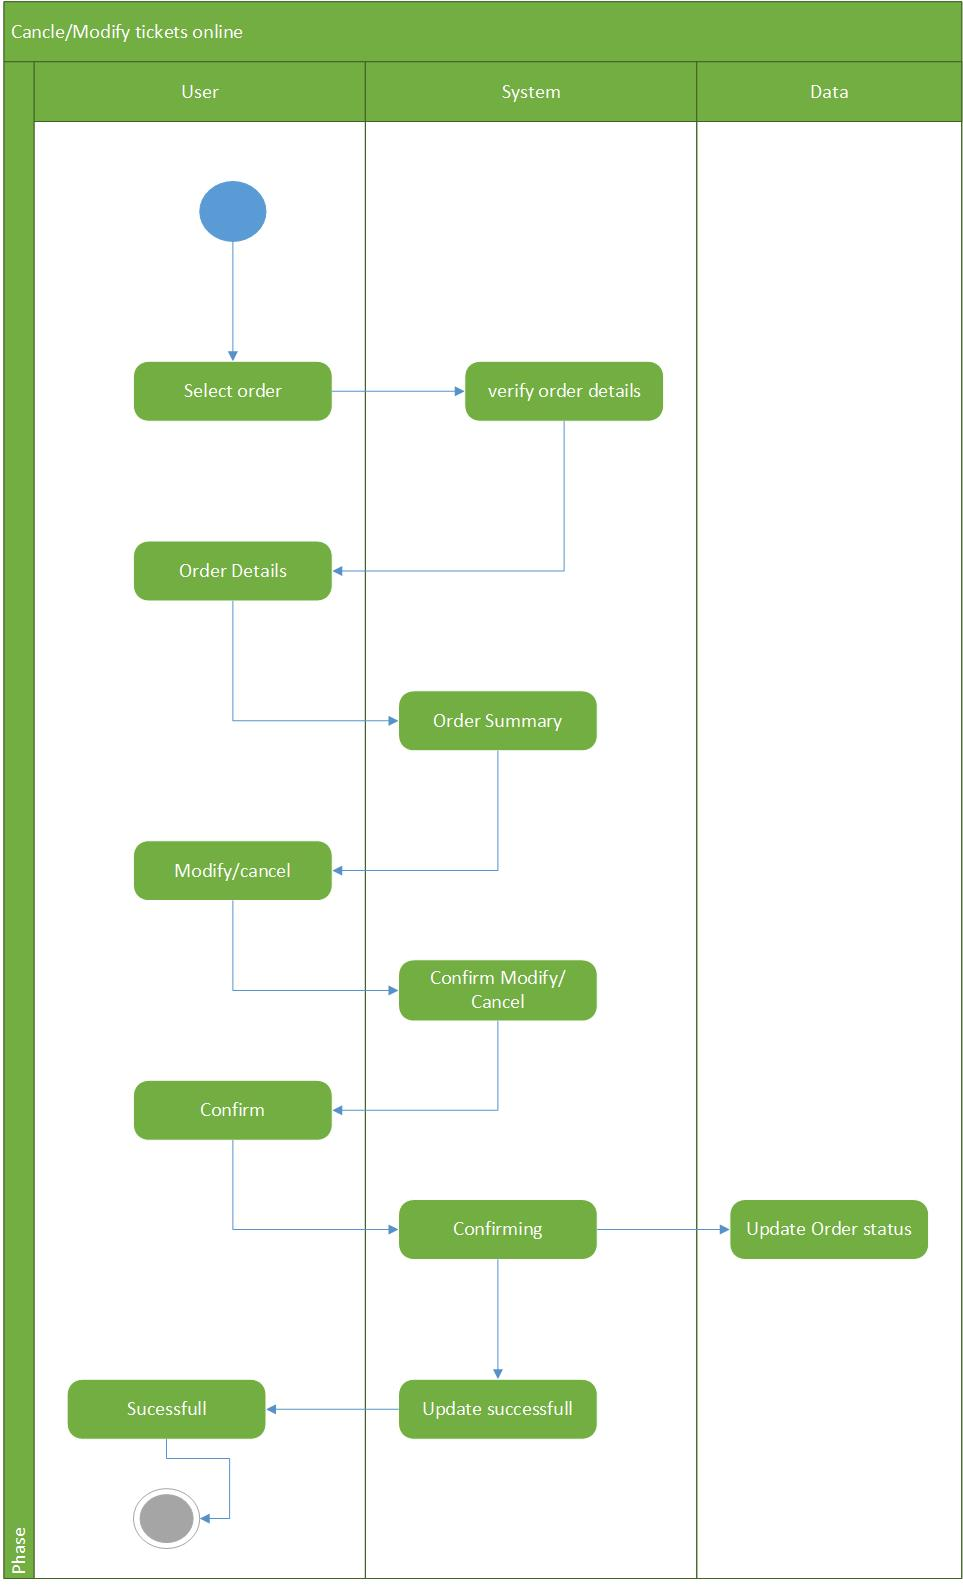 Cancle/Modify tickets online
User
System
Data
Select order
verify order details
Order Details
Order Summary
Modify/cancel
Confirm Modify/
Cancel
Confirm
Confirming
Update Order status
Sucessfull
Update successfull
Phase